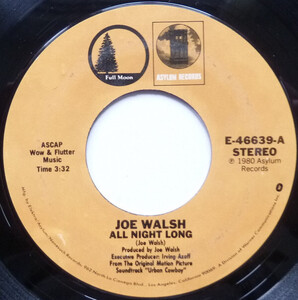 Full Moon
ASYLUM RECORDS
ASCAP
Wow & Flutter
Music
Time 3:32
E-46639-A
STEREO
℗ 1980 Asylum
Records
JOE WALSH
ALL NIGHT LONG
(Joe Walsh)
Produced by Joe Walsh
Executive Producer: Irving Azoff
From The Original Motion Picture
Soundtrack "Urban Cowboy"